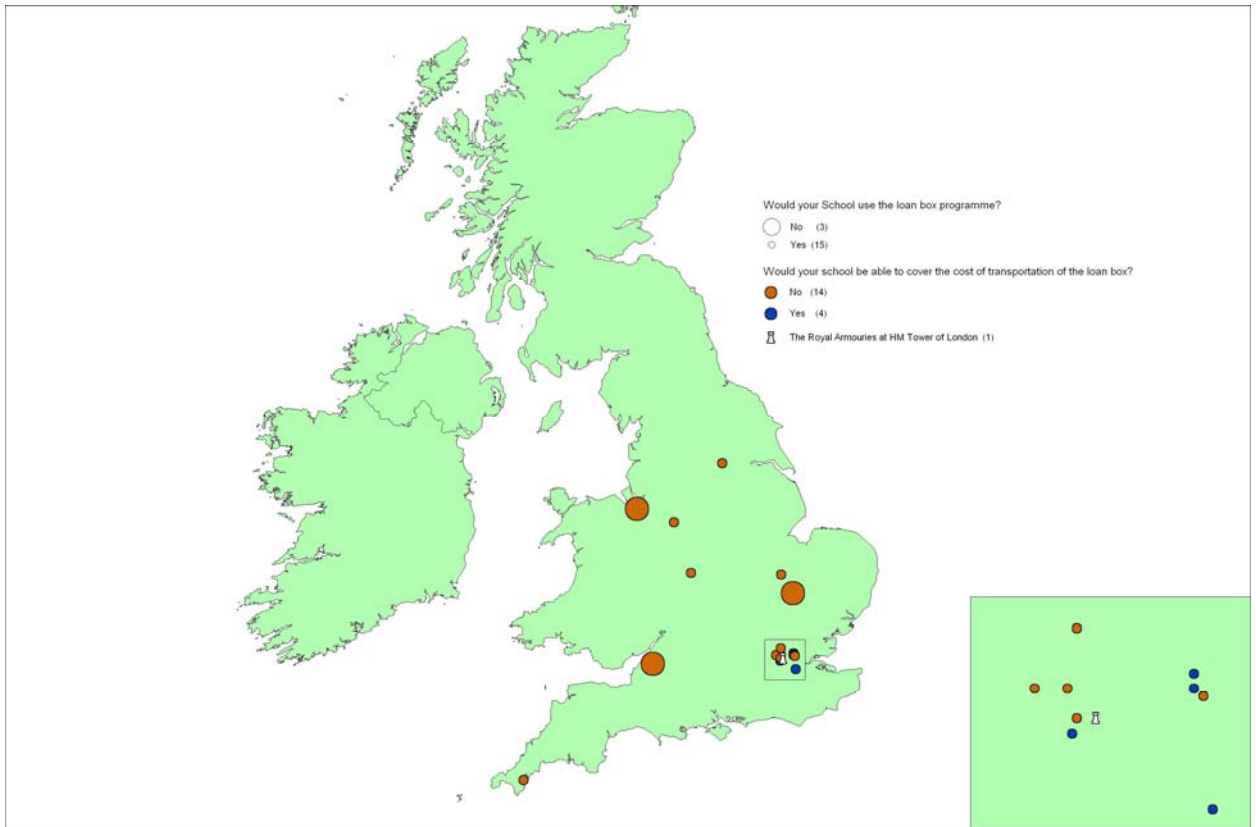 Would your School use the loan box programme?
No (3)
Yes (15)
Would your school be able to cover the cost of transportation of the loan box?
No (14)
Yes (4)
The Royal Armouries at HM Tower of London (1)